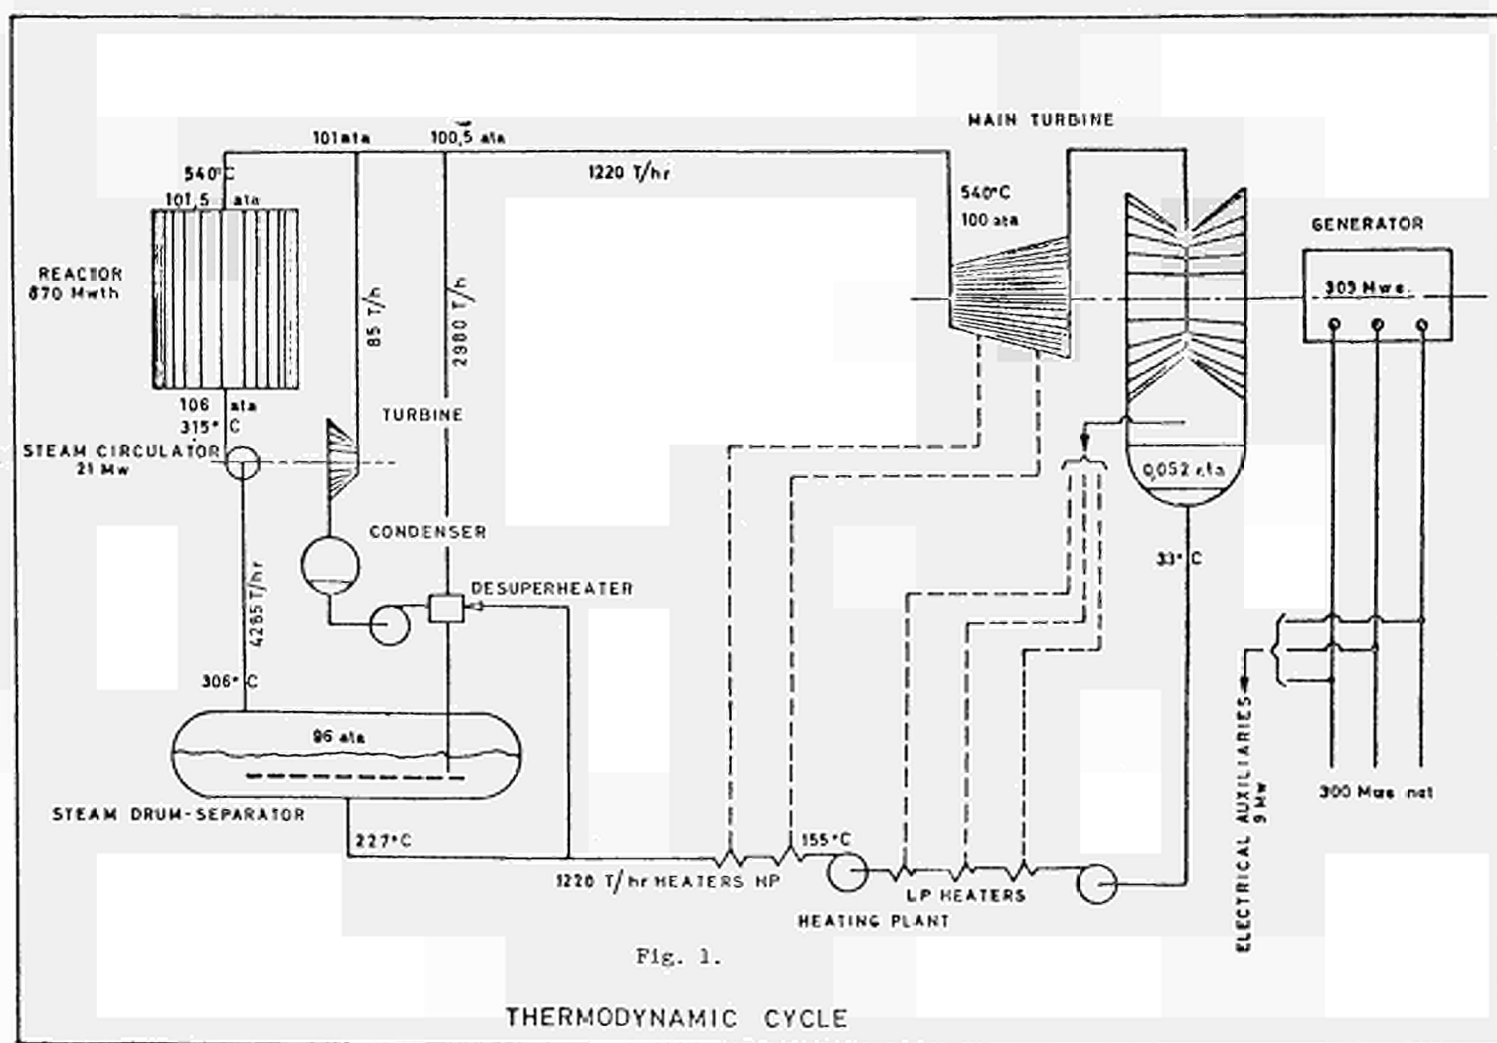 MAIN TURBINE
101 ata
100,5 ata
1220 T/hr
540°C
101,5 ata
540°C
100 ata
GENERATOR
REACTOR
870 Mwth
309 Mwe.
85 T/h
2980 T/h
106 ata
315° C
TURBINE
STEAM CIRCULATOR
21 Mw
0,052 ata
CONDENSER
33° C
DESUPERHEATER
4285 T/hr
306° C
96 ata
ELECTRICAL AUXILIARIES
9 Mw
300 Mwe net
STEAM DRUM-SEPARATOR
227°C
155°C
1220 T/hr HEATERS HP
LP HEATERS
HEATING PLANT
Fig. 1.
THERMODYNAMIC CYCLE